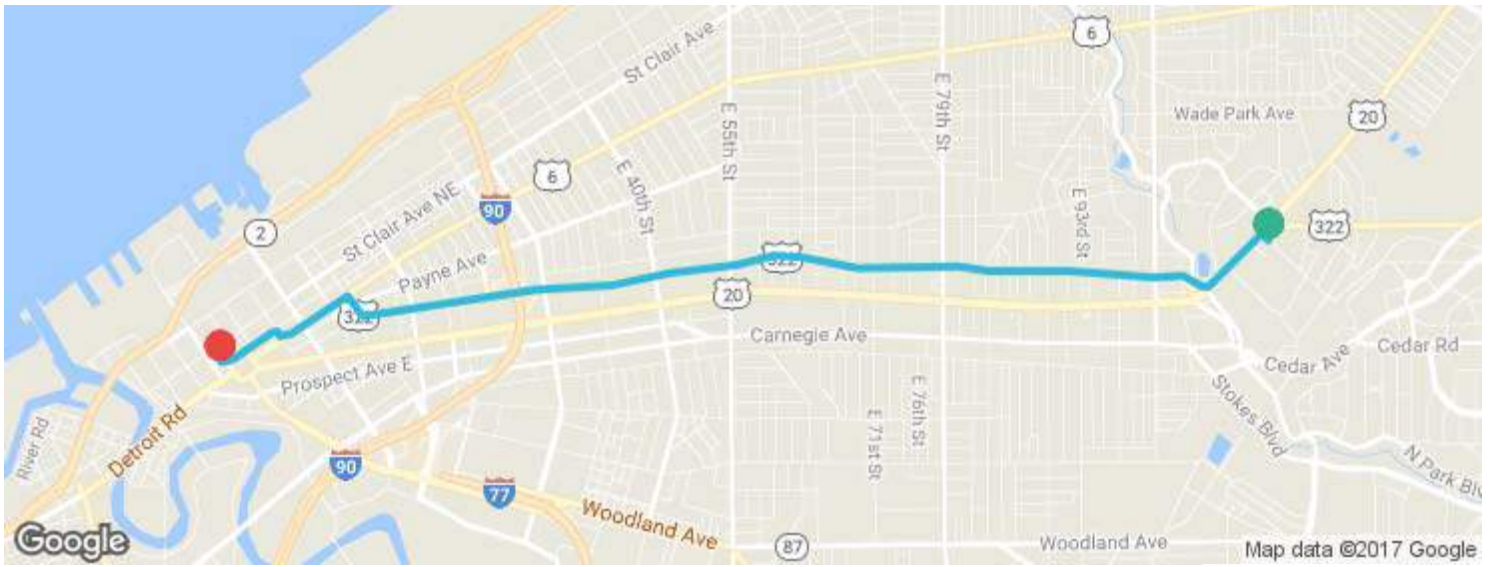 6
St Clair Ave
E 55th St
E 79th St
Wade Park Ave
20
6
E 40th St
St Clair Ave NE
90
E 93rd St
322
2
Payne Ave
322
20
322
Carnegie Ave
Cedar Ave
Cedar Rd
Prospect Ave E
E 76th St
Stokes Blvd
E 71st St
Detroit Rd
River Rd
90
77
Woodland Ave
N Park Blv
87
Woodland Ave
Google
Map data ©2017 Google